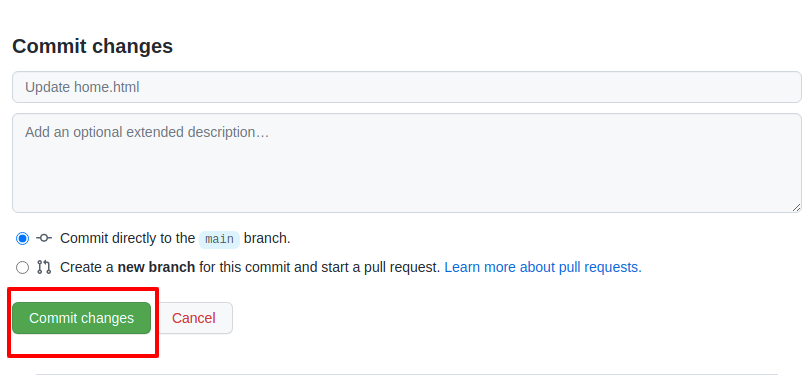 Commit changes
Update home.html
Add an optional extended description…
Commit directly to the main branch.
Create a new branch for this commit and start a pull request. Learn more about pull requests.
Commit changes Cancel